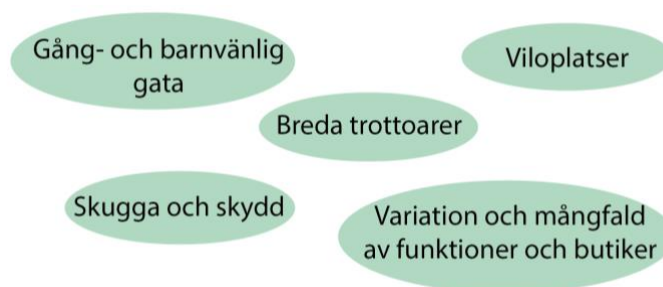 Gång- och barnvänlig
gata
Viloplatser
Breda trottoarer
Skugga och skydd
Variation och mångfald
av funktioner och butiker